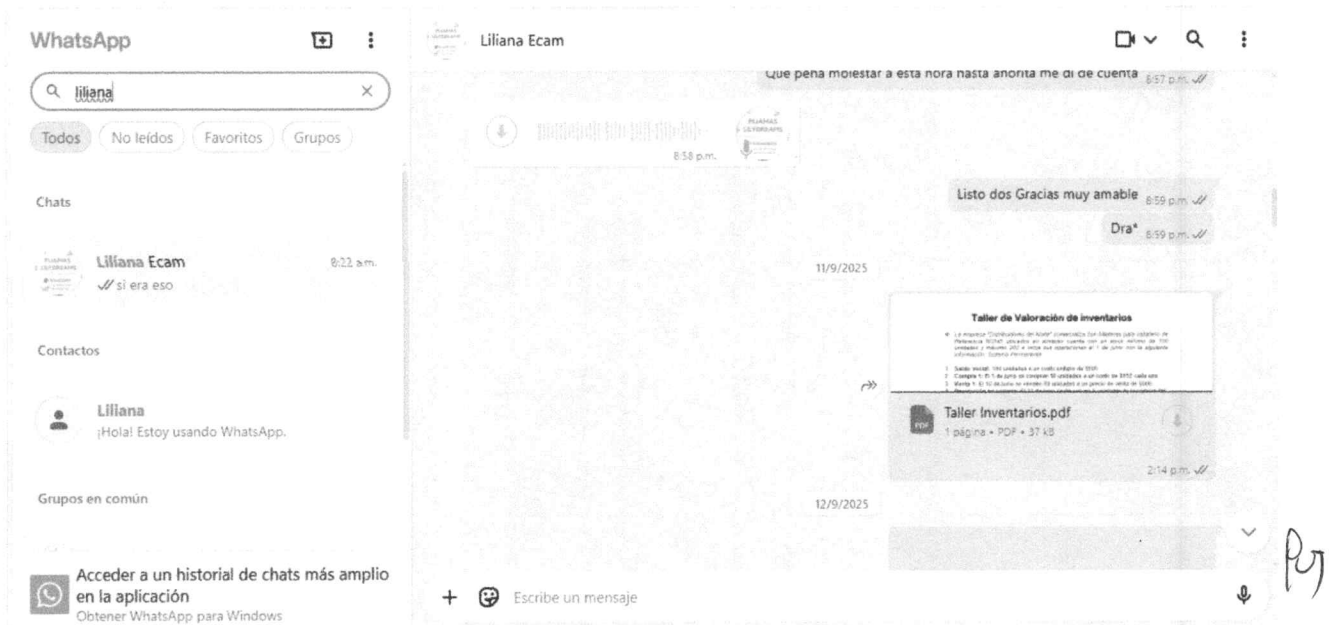 WhatsApp
liliana
Todos No leídos Favoritos Grupos
Chats
Liliana Ecam 8:22 a.m.
si era eso
Contactos
Liliana
¡Hola! Estoy usando WhatsApp.
Grupos en común
Acceder a un historial de chats más amplio
en la aplicación
Obtener WhatsApp para Windows
Liliana Ecam
Que pena molestar a esta hora hasta ahorita me di de cuenta 8:57 p.m.
PIJAMAS
8:58 p.m.
Listo dos Gracias muy amable 8:59 p.m.
Dra* 8:59 p.m.
11/9/2025
Taller de Valoración de inventarios
Taller Inventarios.pdf
PDF
1 página • PDF • 37 kB
2:14 p.m.
12/9/2025
Escribe un mensaje